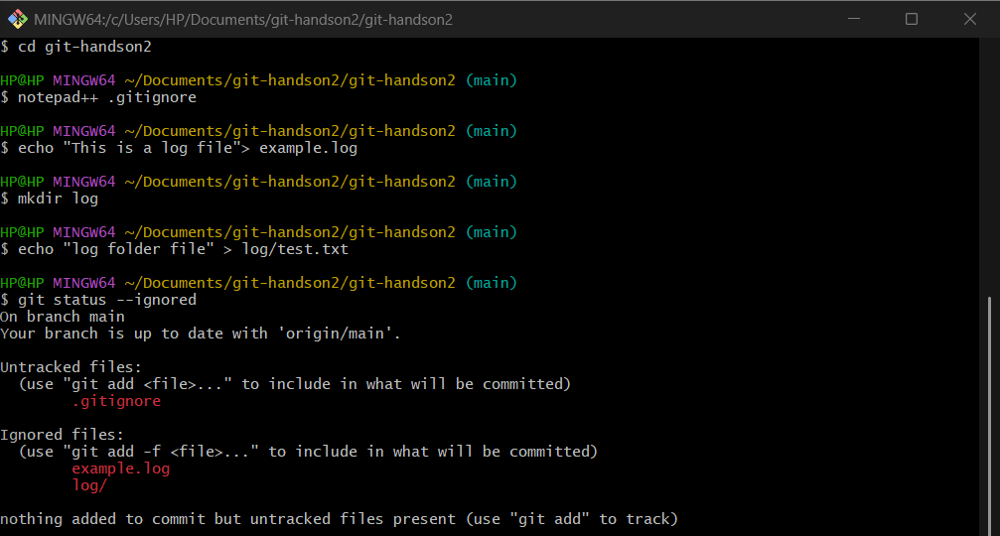 MINGW64:/c/Users/HP/Documents/git-handson2/git-handson2
$ cd git-handson2
HP@HP MINGW64 ~/Documents/git-handson2/git-handson2 (main)
$ notepad++ .gitignore
HP@HP MINGW64 ~/Documents/git-handson2/git-handson2 (main)
$ echo "This is a log file"> example.log
HP@HP MINGW64 ~/Documents/git-handson2/git-handson2 (main)
$ mkdir log
HP@HP MINGW64 ~/Documents/git-handson2/git-handson2 (main)
$ echo "log folder file" > log/test.txt
HP@HP MINGW64 ~/Documents/git-handson2/git-handson2 (main)
$ git status --ignored
On branch main
Your branch is up to date with 'origin/main'.
Untracked files:
(use "git add <file>..." to include in what will be committed)
.gitignore
Ignored files:
(use "git add -f <file>..." to include in what will be committed)
example.log
log/
nothing added to commit but untracked files present (use "git add" to track)